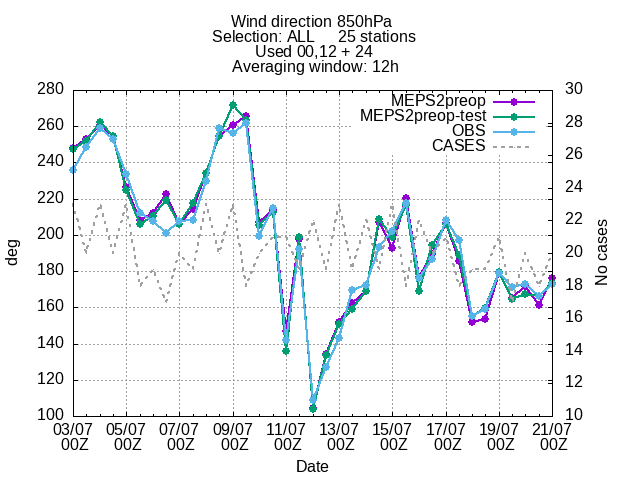 Wind direction 850hPa
Selection: ALL 25 stations
Used 00,12 + 24
Averaging window: 12h
MEPS2preop
MEPS2preop-test
OBS
CASES
280
260
240
220
200
180
160
140
120
100
deg
30
28
26
24
22
20
18
16
14
12
10
No cases
03/07 05/07 07/07 09/07 11/07 13/07 15/07 17/07 19/07 21/07
00Z 00Z 00Z 00Z 00Z 00Z 00Z 00Z 00Z 00Z
Date